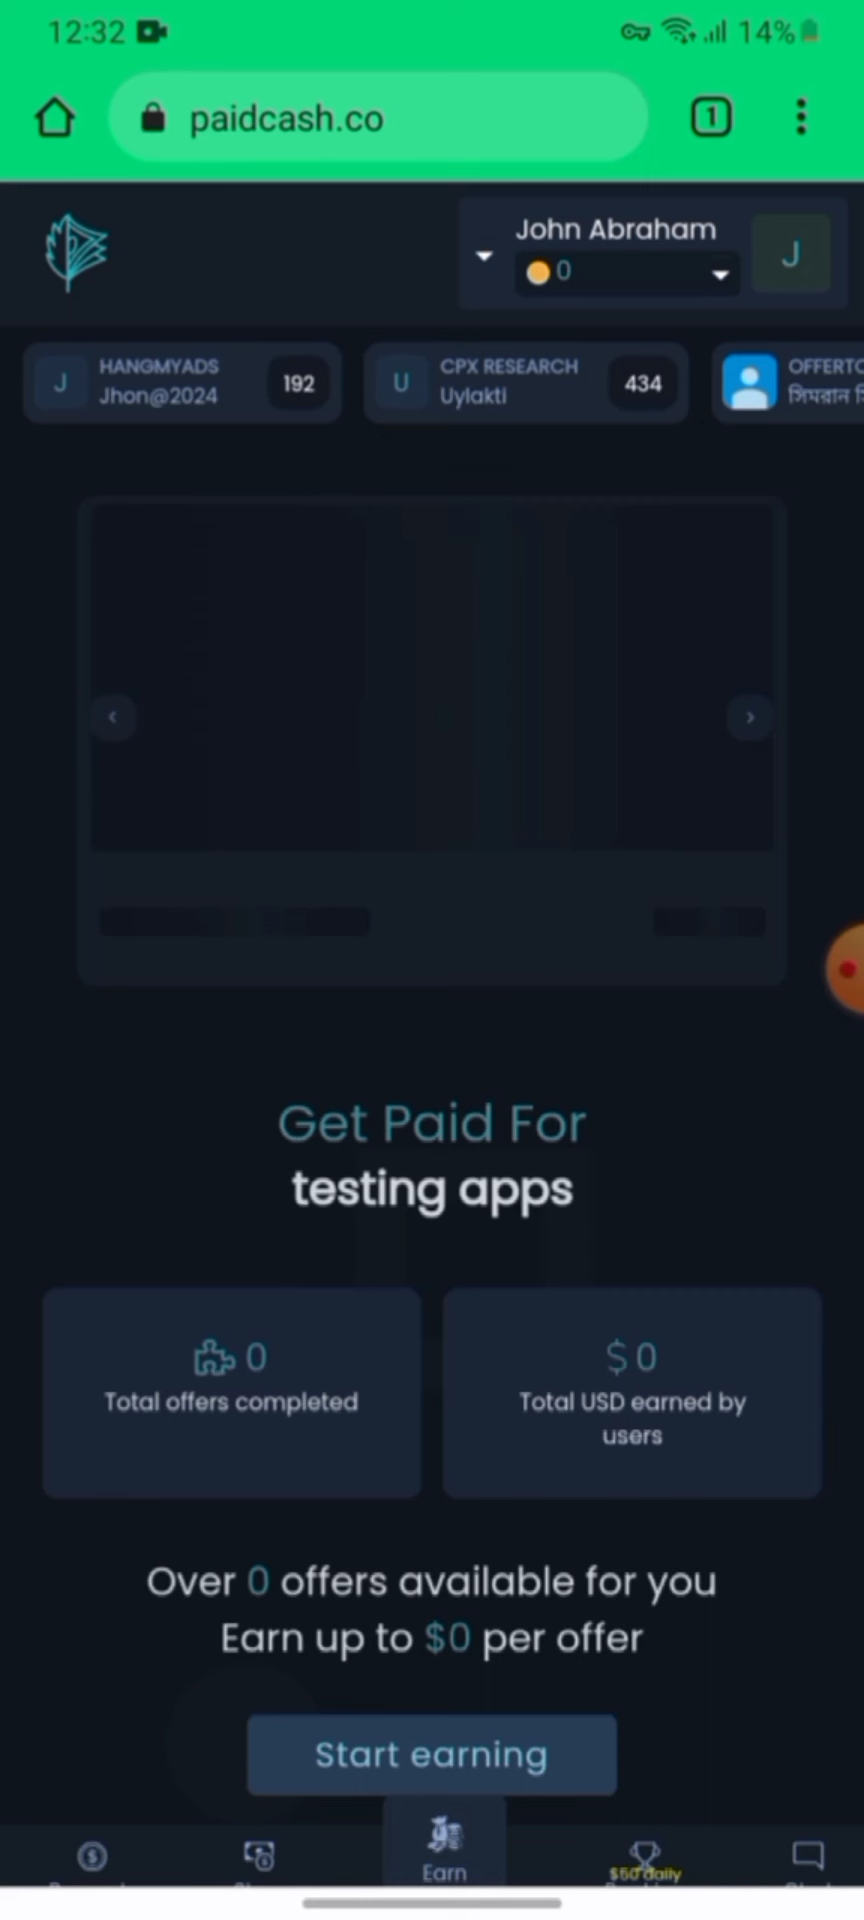 12:32
14%
paidcash.co
1
John Abraham
0
J
J
HANGMYADS
Jhon@2024
192
U
CPX RESEARCH
Uylakti
434
Get Paid For
testing apps
0
Total offers completed
$ 0
Total USD earned by
users
Over 0 offers available for you
Earn up to $0 per offer
Start earning
Earn
$50 daily